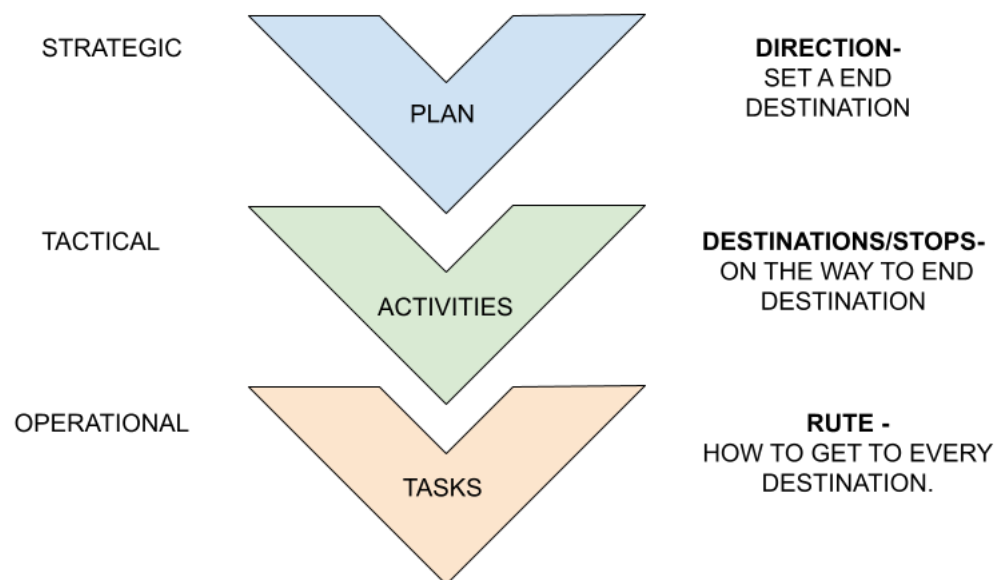 STRATEGIC
PLAN
DIRECTION-
SET A END
DESTINATION
TACTICAL
ACTIVITIES
DESTINATIONS/STOPS-
ON THE WAY TO END
DESTINATION
OPERATIONAL
TASKS
RUTE -
HOW TO GET TO EVERY
DESTINATION.